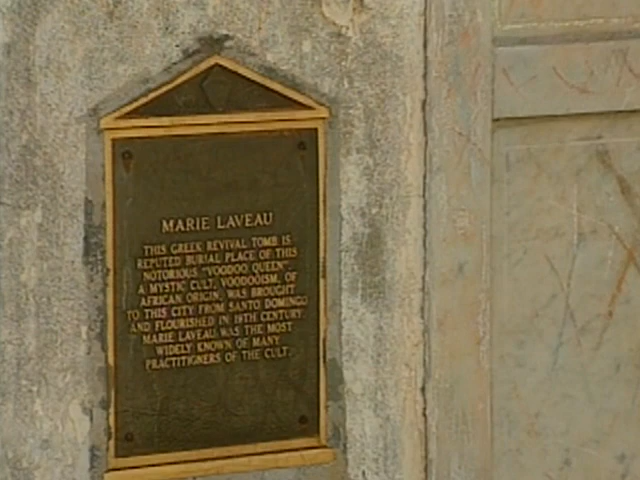 MARIE LAVEAU
THIS GREEK REVIVAL TOMB IS
REPUTED BURIAL PLACE OF THIS
NOTORIOUS "VOODOO QUEEN".
A MYSTIC CULT, VOODOOISM, OF
AFRICAN ORIGIN, WAS BROUGHT
TO THIS CITY FROM SANTO DOMINGO
AND FLOURISHED IN 19TH CENTURY.
MARIE LAVEAU WAS THE MOST
WIDELY KNOWN OF MANY
PRACTITIONERS OF THE CULT.